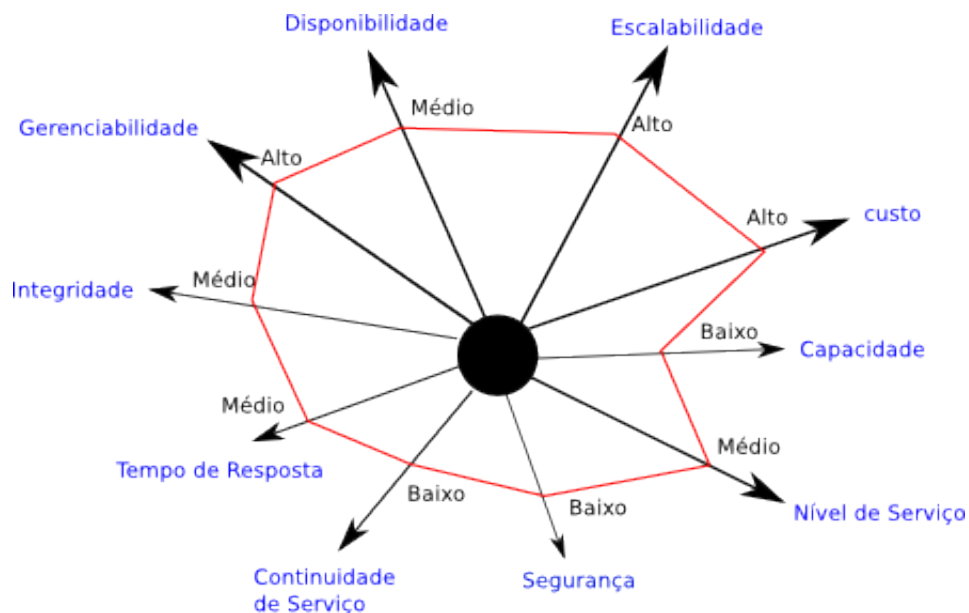 Disponibilidade
Escalabilidade
Médio
Alto
Gerenciabilidade
Alto
Alto
custo
Médio
Integridade
Baixo
Capacidade
Médio
Médio
Tempo de Resposta
Baixo
Baixo
Nível de Serviço
Continuidade
de Serviço
Segurança